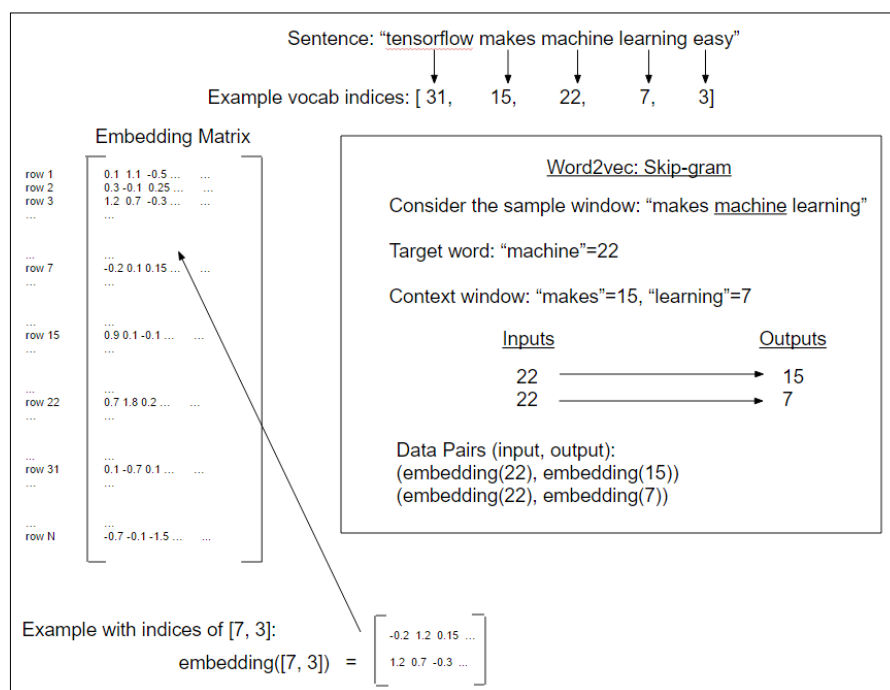 Sentence: “tensorflow makes machine learning easy”
Example vocab indices: [ 31, 15, 22, 7, 3]
Embedding Matrix
row 1 0.1 1.1 -0.5 ... ...
row 2 0.3 -0.1 0.25 ... ...
row 3 1.2 0.7 -0.3 ... ...
... ...
... ...
row 7 -0.2 0.1 0.15 ... ...
... ...
... ...
row 15 0.9 0.1 -0.1 ... ...
... ...
... ...
row 22 0.7 1.8 0.2 ... ...
... ...
... ...
row 31 0.1 -0.7 0.1 ... ...
... ...
... ...
row N -0.7 -0.1 -1.5 ... ...
Word2vec: Skip-gram
Consider the sample window: “makes machine learning”
Target word: “machine”=22
Context window: “makes”=15, “learning”=7
Inputs Outputs
22 15
22 7
Data Pairs (input, output):
(embedding(22), embedding(15))
(embedding(22), embedding(7))
Example with indices of [7, 3]:
embedding([7, 3]) =
-0.2 1.2 0.15 ...
1.2 0.7 -0.3 ...